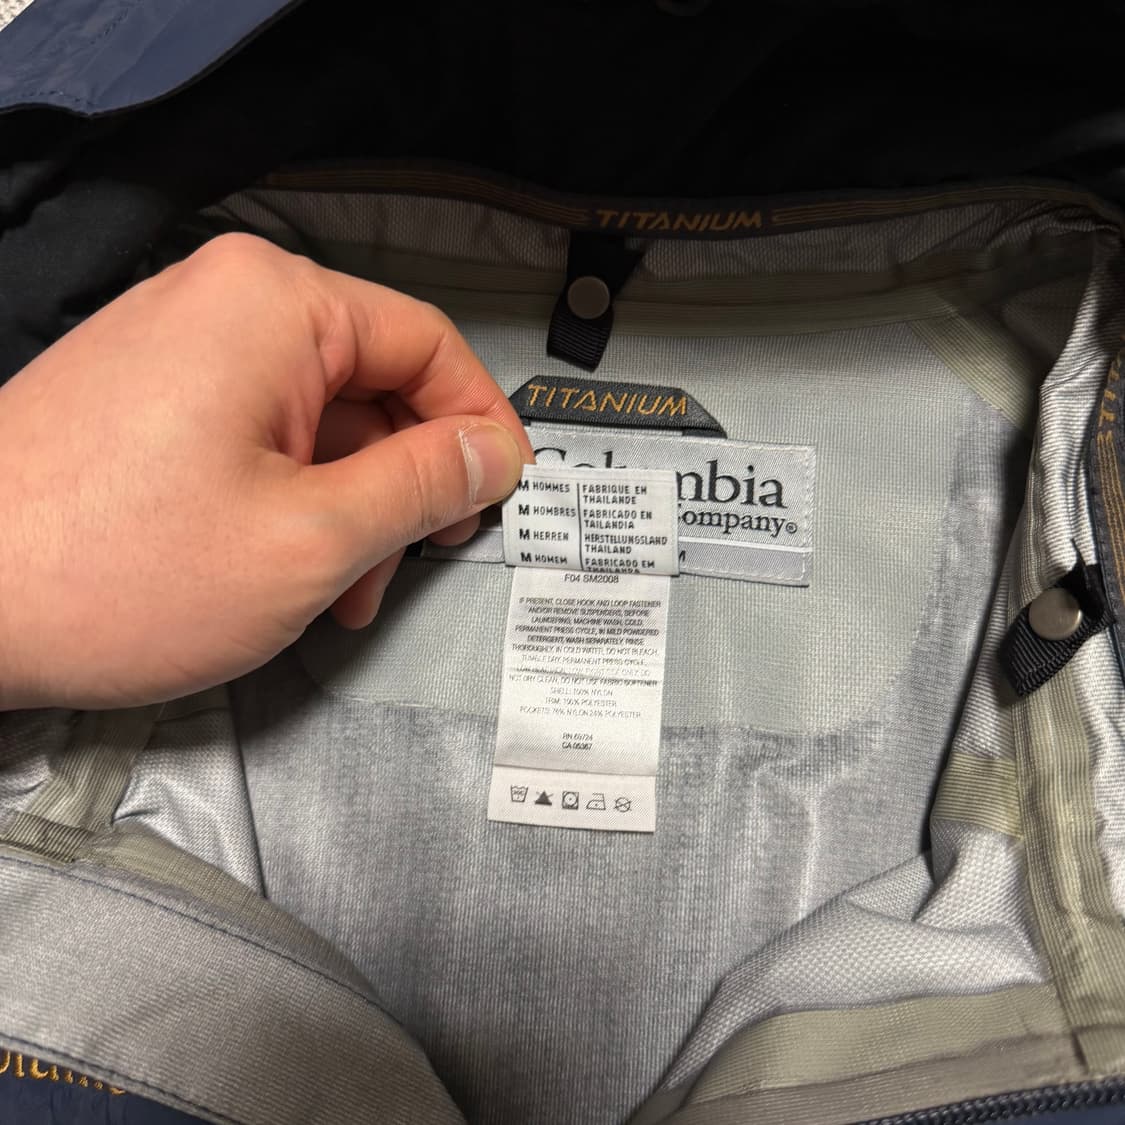 TITANIUM
TITANIUM
Columbia
Company®
M
M HOMMES
FABRIQUE EN
THAILANDE
M HOMBRES
FABRICADO EN
TAILANDIA
M HERREN
HERSTELLUNGSLAND
THAILAND
M HOMEM
FABRICADO EM
F04 SM2008
IF PRESENT, CLOSE HOOK AND LOOP FASTENER
AND/OR REMOVE SUSPENDERS, BEFORE
LAUNDERING. MACHINE WASH, COLD,
PERMANENT PRESS CYCLE, IN MILD POWDERED
DETERGENT. WASH SEPARATELY. RINSE
THOROUGHLY, IN COLD WATER. DO NOT BLEACH.
TUMBLE DRY, PERMANENT PRESS CYCLE,
NOT DRY CLEAN. DO NOT USE FABRIC SOFTENER
SHELL: 100% NYLON
TRIM: 100% POLYESTER
POCKETS: 76% NYLON 24% POLYESTER
RN 69724
CA 05367